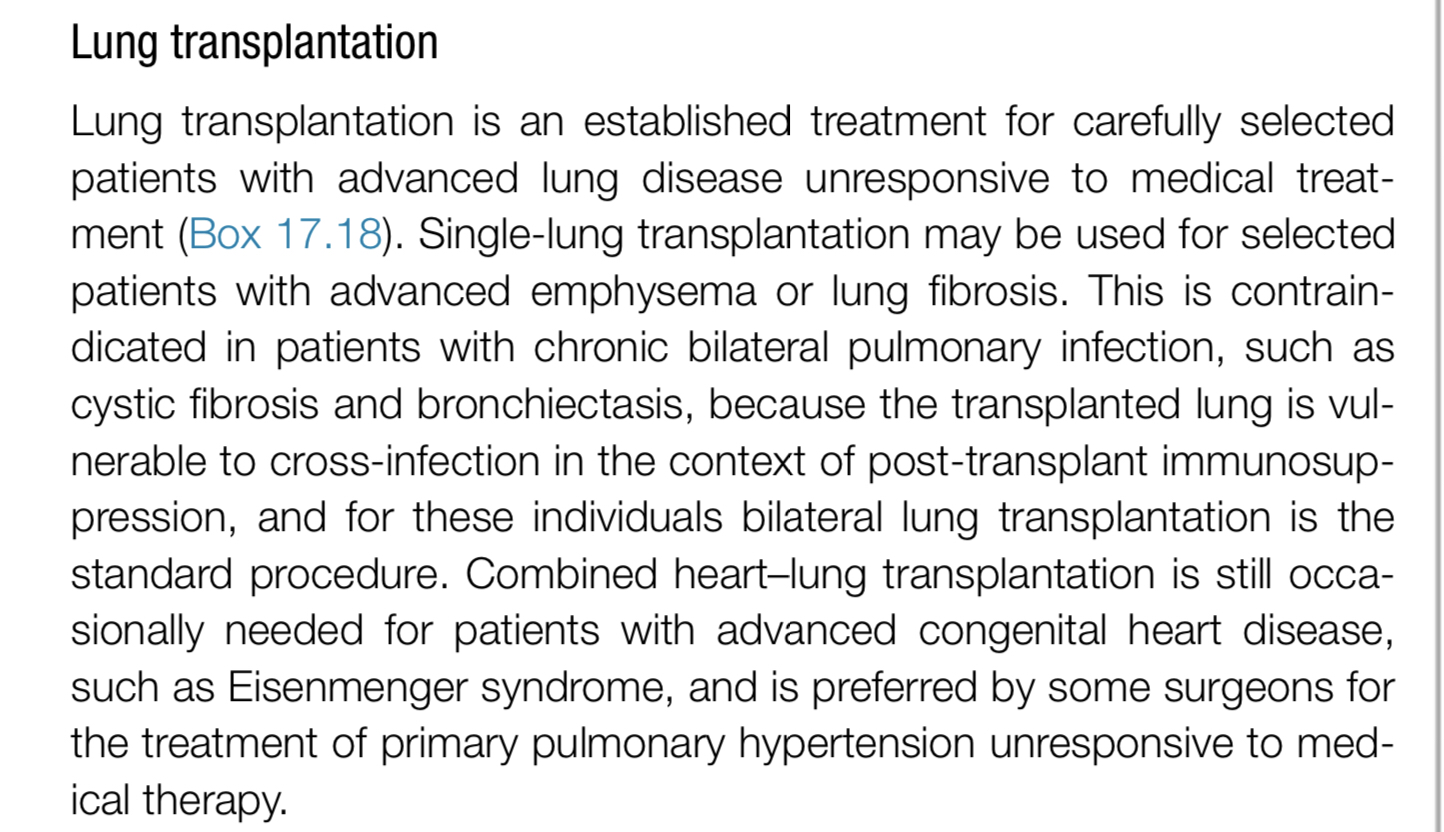 Lung transplantation
Lung transplantation is an established treatment for carefully selected
patients with advanced lung disease unresponsive to medical treat-
ment (Box 17.18). Single-lung transplantation may be used for selected
patients with advanced emphysema or lung fibrosis. This is contrain-
dicated in patients with chronic bilateral pulmonary infection, such as
cystic fibrosis and bronchiectasis, because the transplanted lung is vul-
nerable to cross-infection in the context of post-transplant immunosup-
pression, and for these individuals bilateral lung transplantation is the
standard procedure. Combined heart–lung transplantation is still occa-
sionally needed for patients with advanced congenital heart disease,
such as Eisenmenger syndrome, and is preferred by some surgeons for
the treatment of primary pulmonary hypertension unresponsive to med-
ical therapy.